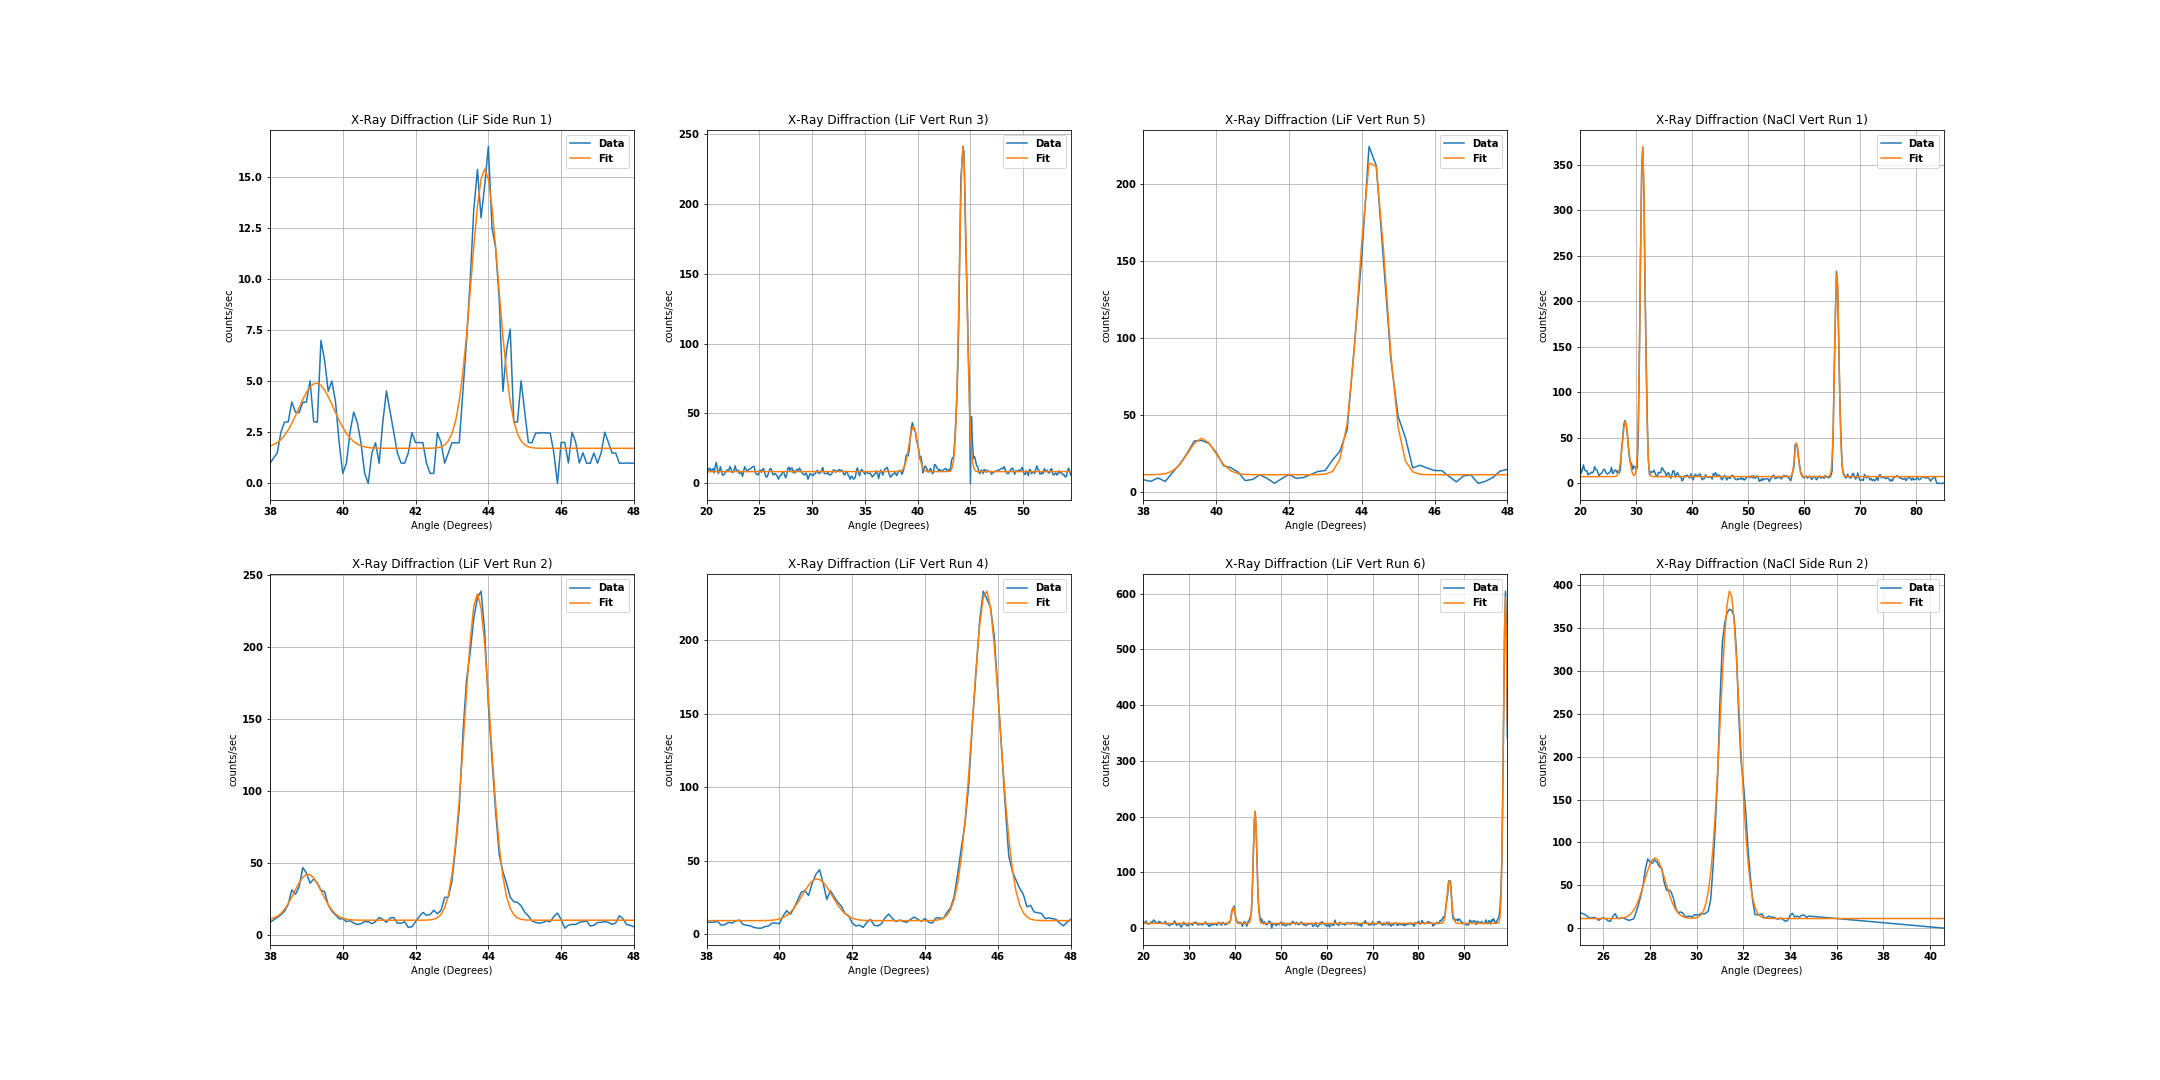 X-Ray Diffraction (LiF Side Run 1)
Data
Fit
counts/sec
15.0
12.5
10.0
7.5
5.0
2.5
0.0
38 40 42 44 46 48
Angle (Degrees)
X-Ray Diffraction (LiF Vert Run 3)
Data
Fit
counts/sec
250
200
150
100
50
0
20 25 30 35 40 45 50
Angle (Degrees)
X-Ray Diffraction (LiF Vert Run 5)
Data
Fit
counts/sec
200
150
100
50
0
38 40 42 44 46 48
Angle (Degrees)
X-Ray Diffraction (NaCl Vert Run 1)
Data
Fit
counts/sec
350
300
250
200
150
100
50
0
20 30 40 50 60 70 80
Angle (Degrees)
X-Ray Diffraction (LiF Vert Run 2)
Data
Fit
counts/sec
250
200
150
100
50
0
38 40 42 44 46 48
Angle (Degrees)
X-Ray Diffraction (LiF Vert Run 4)
Data
Fit
counts/sec
200
150
100
50
0
38 40 42 44 46 48
Angle (Degrees)
X-Ray Diffraction (LiF Vert Run 6)
Data
Fit
counts/sec
600
500
400
300
200
100
0
20 30 40 50 60 70 80 90
Angle (Degrees)
X-Ray Diffraction (NaCl Side Run 2)
Data
Fit
counts/sec
400
350
300
250
200
150
100
50
0
26 28 30 32 34 36 38 40
Angle (Degrees)